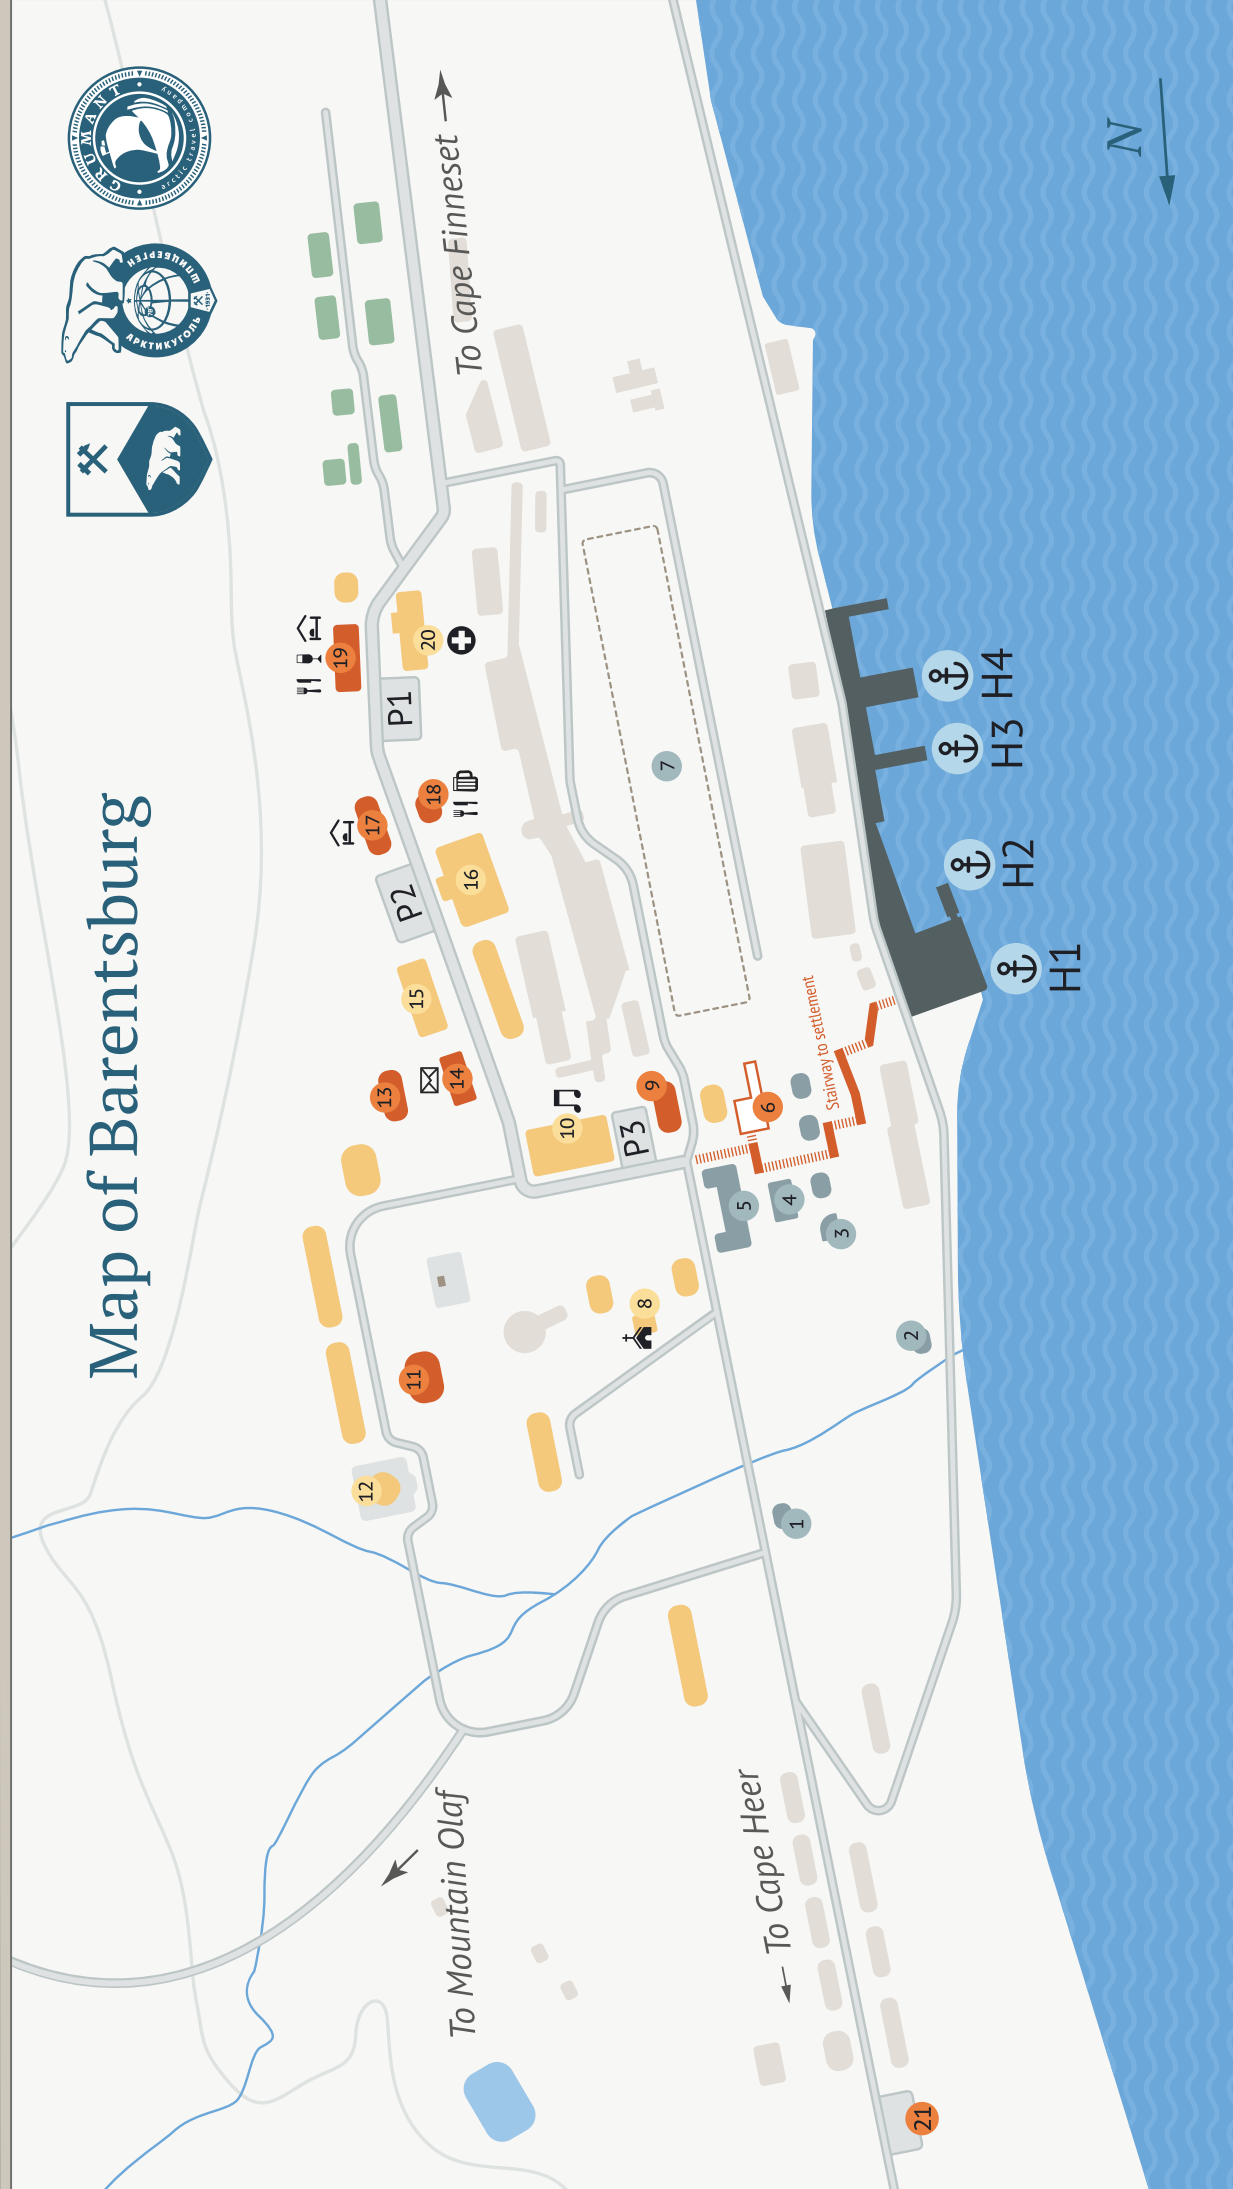 Map of Barentsburg
GRUMANT
arctic travel company
ШПИЦБЕРГЕН
АРКТИКУГОЛЬ
1931
To Mountain Olaf
To Cape Heer
To Cape Finneset
Stairway to settlement
N
P1
P2
P3
H1
H2
H3
H4
1
2
3
4
5
6
7
8
9
10
11
12
13
14
15
16
17
18
19
20
21